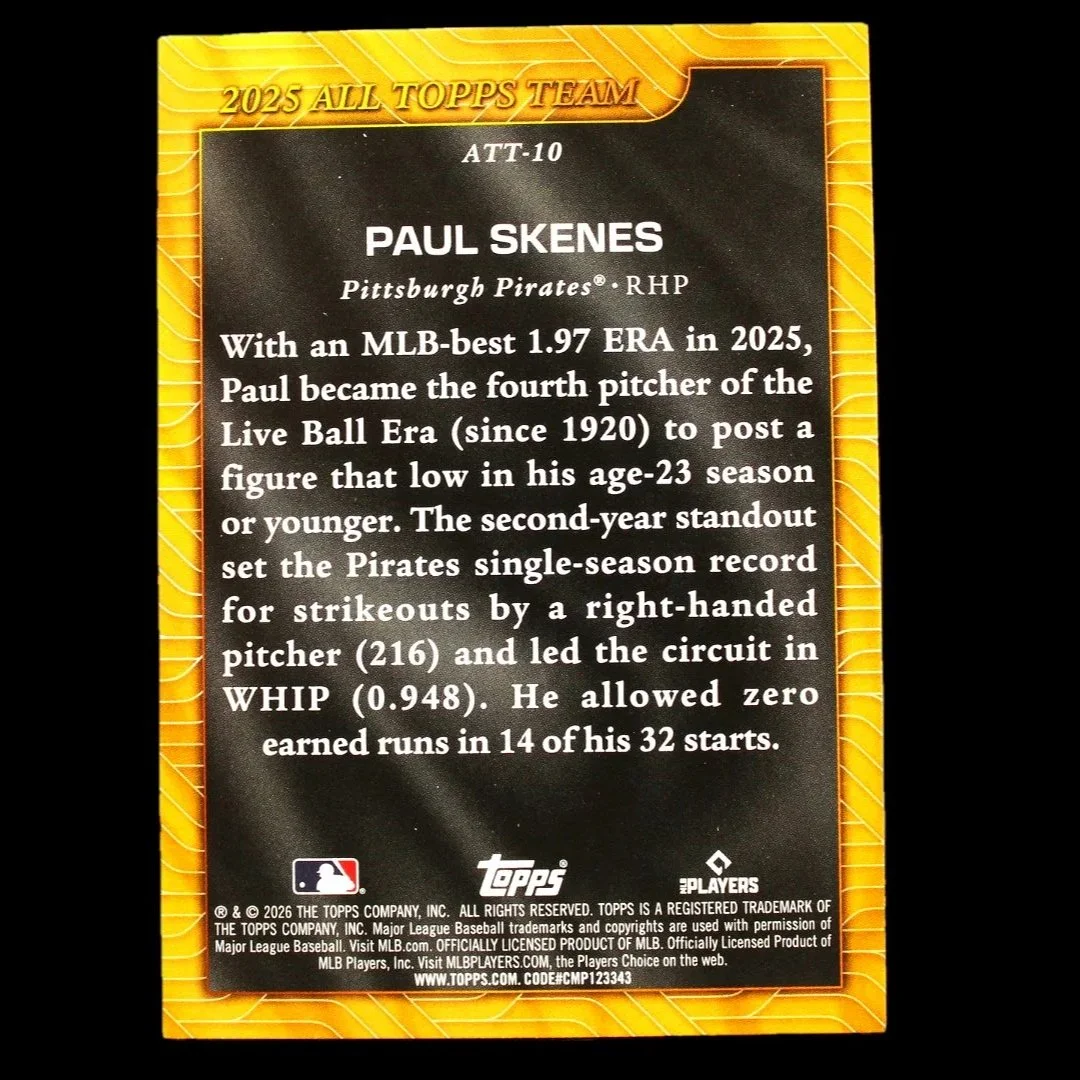 2025 ALL TOPPS TEAM
ATT-10
PAUL SKENES
Pittsburgh Pirates® · RHP
With an MLB-best 1.97 ERA in 2025,
Paul became the fourth pitcher of the
Live Ball Era (since 1920) to post a
figure that low in his age-23 season
or younger. The second-year standout
set the Pirates single-season record
for strikeouts by a right-handed
pitcher (216) and led the circuit in
WHIP (0.948). He allowed zero
earned runs in 14 of his 32 starts.
topps® MLB PLAYERS
® & © 2026 THE TOPPS COMPANY, INC. ALL RIGHTS RESERVED. TOPPS IS A REGISTERED TRADEMARK OF
THE TOPPS COMPANY, INC. Major League Baseball trademarks and copyrights are used with permission of
Major League Baseball. Visit MLB.com. OFFICIALLY LICENSED PRODUCT OF MLB. Officially Licensed Product of
MLB Players, Inc. Visit MLBPLAYERS.COM, the Players Choice on the web.
WWW.TOPPS.COM. CODE#CMP123343